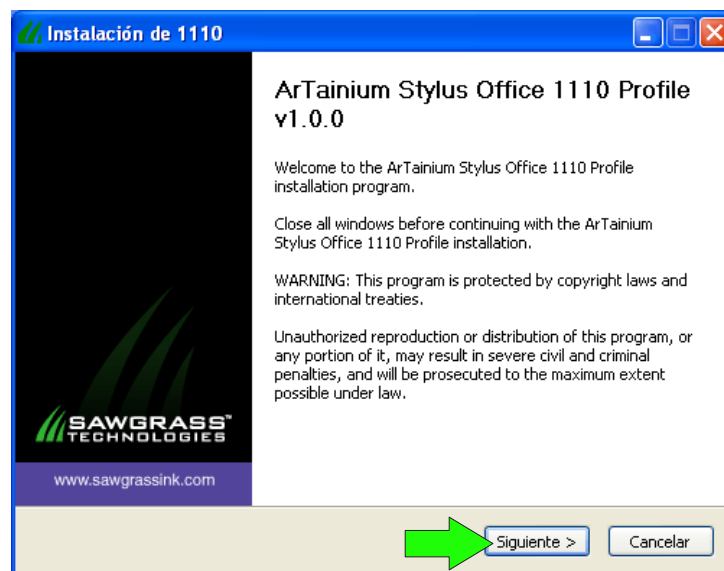 Instalación de 1110
ArTainium Stylus Office 1110 Profile
v1.0.0
Welcome to the ArTainium Stylus Office 1110 Profile
installation program.
Close all windows before continuing with the ArTainium
Stylus Office 1110 Profile installation.
WARNING: This program is protected by copyright laws and
international treaties.
Unauthorized reproduction or distribution of this program, or
any portion of it, may result in severe civil and criminal
penalties, and will be prosecuted to the maximum extent
possible under law.
SAWGRASS™
TECHNOLOGIES
www.sawgrassink.com
Siguiente >
Cancelar